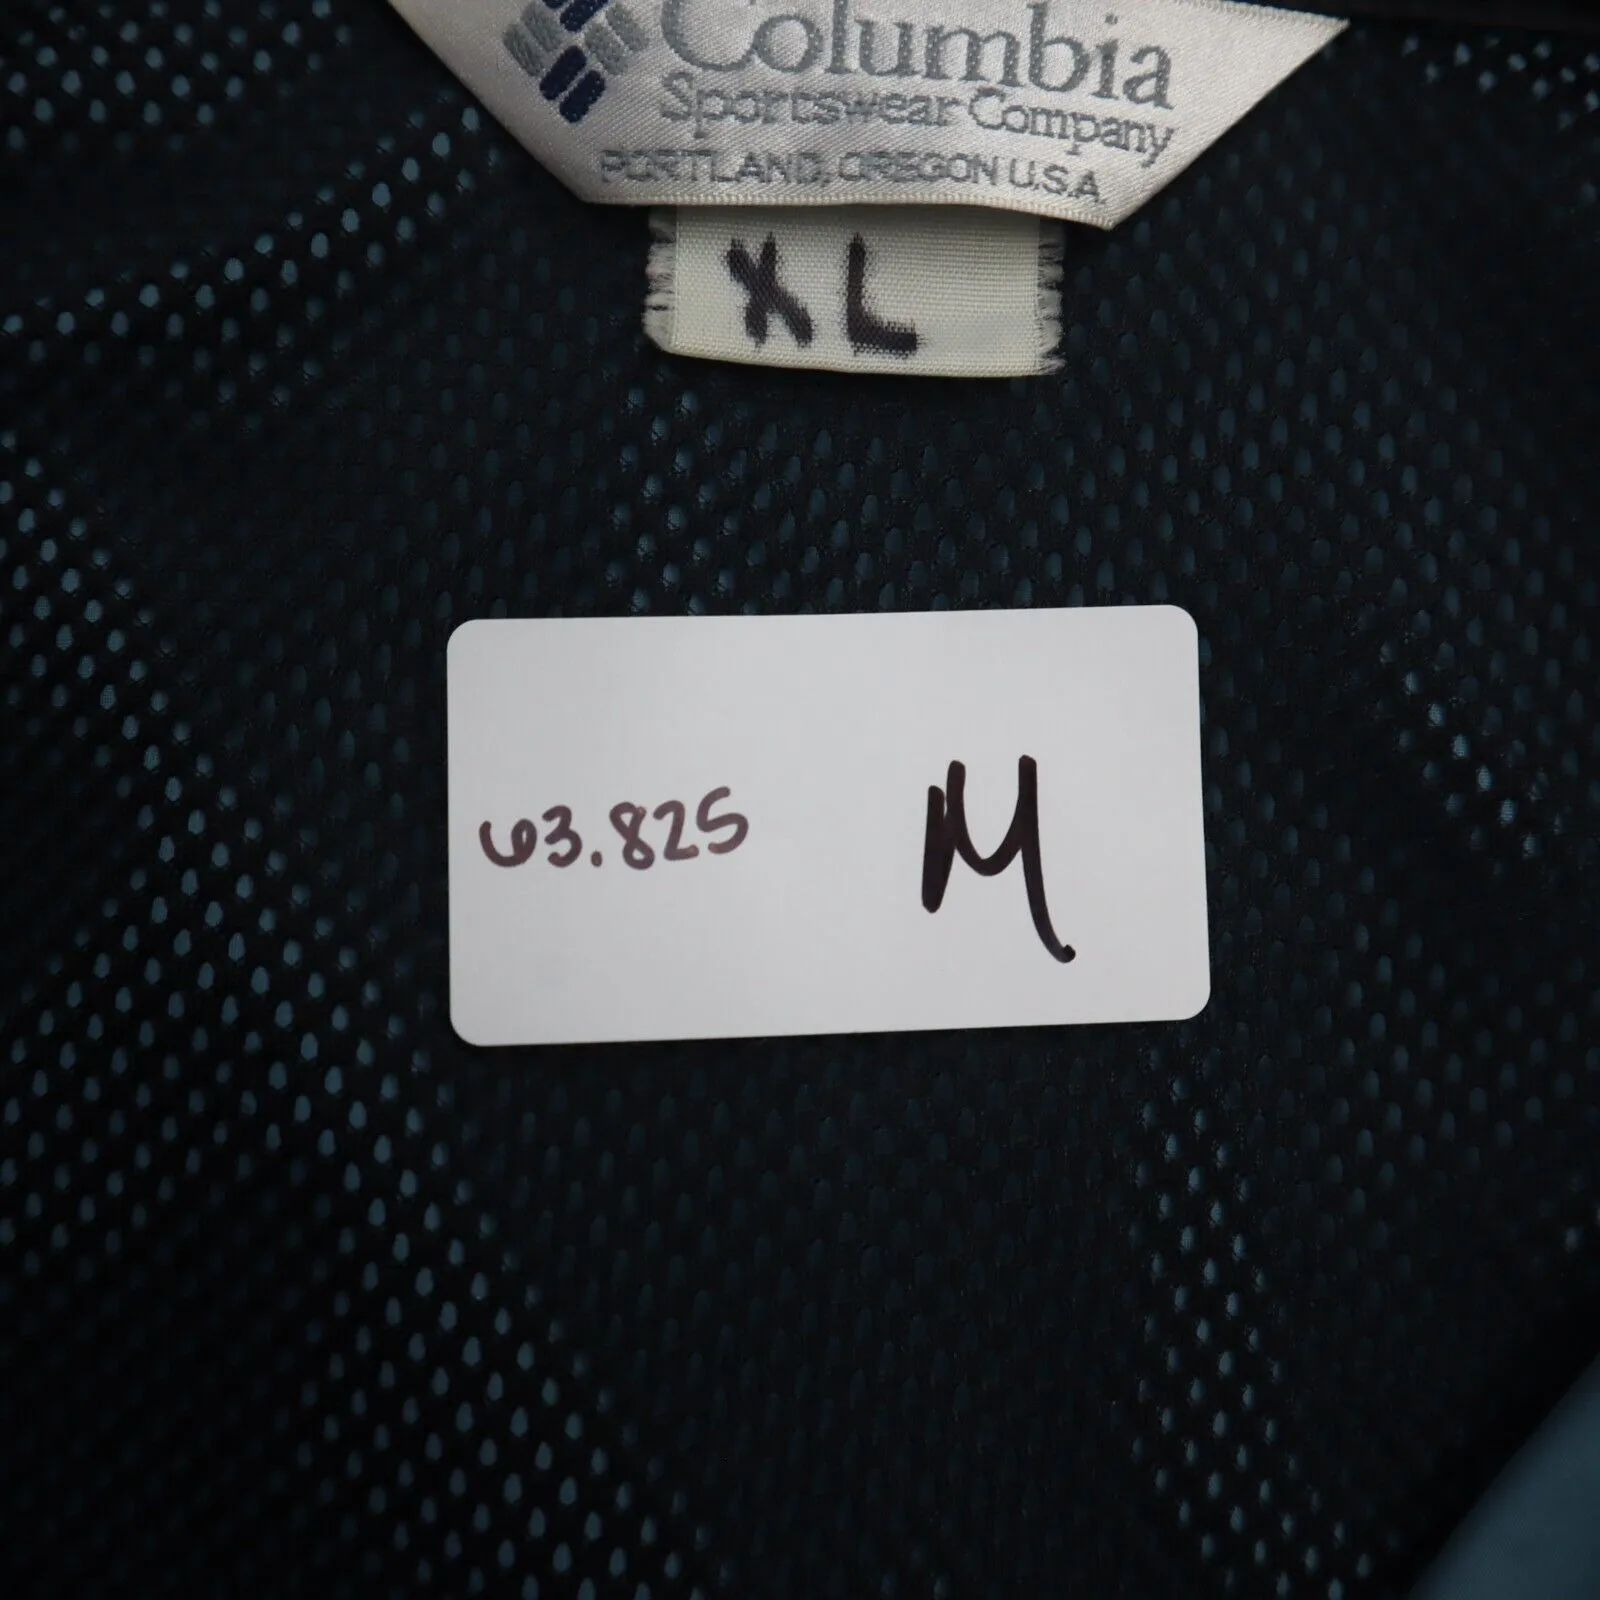 Columbia
Sportswear Company
PORTLAND, OREGON U.S.A.
XL
63.825 M